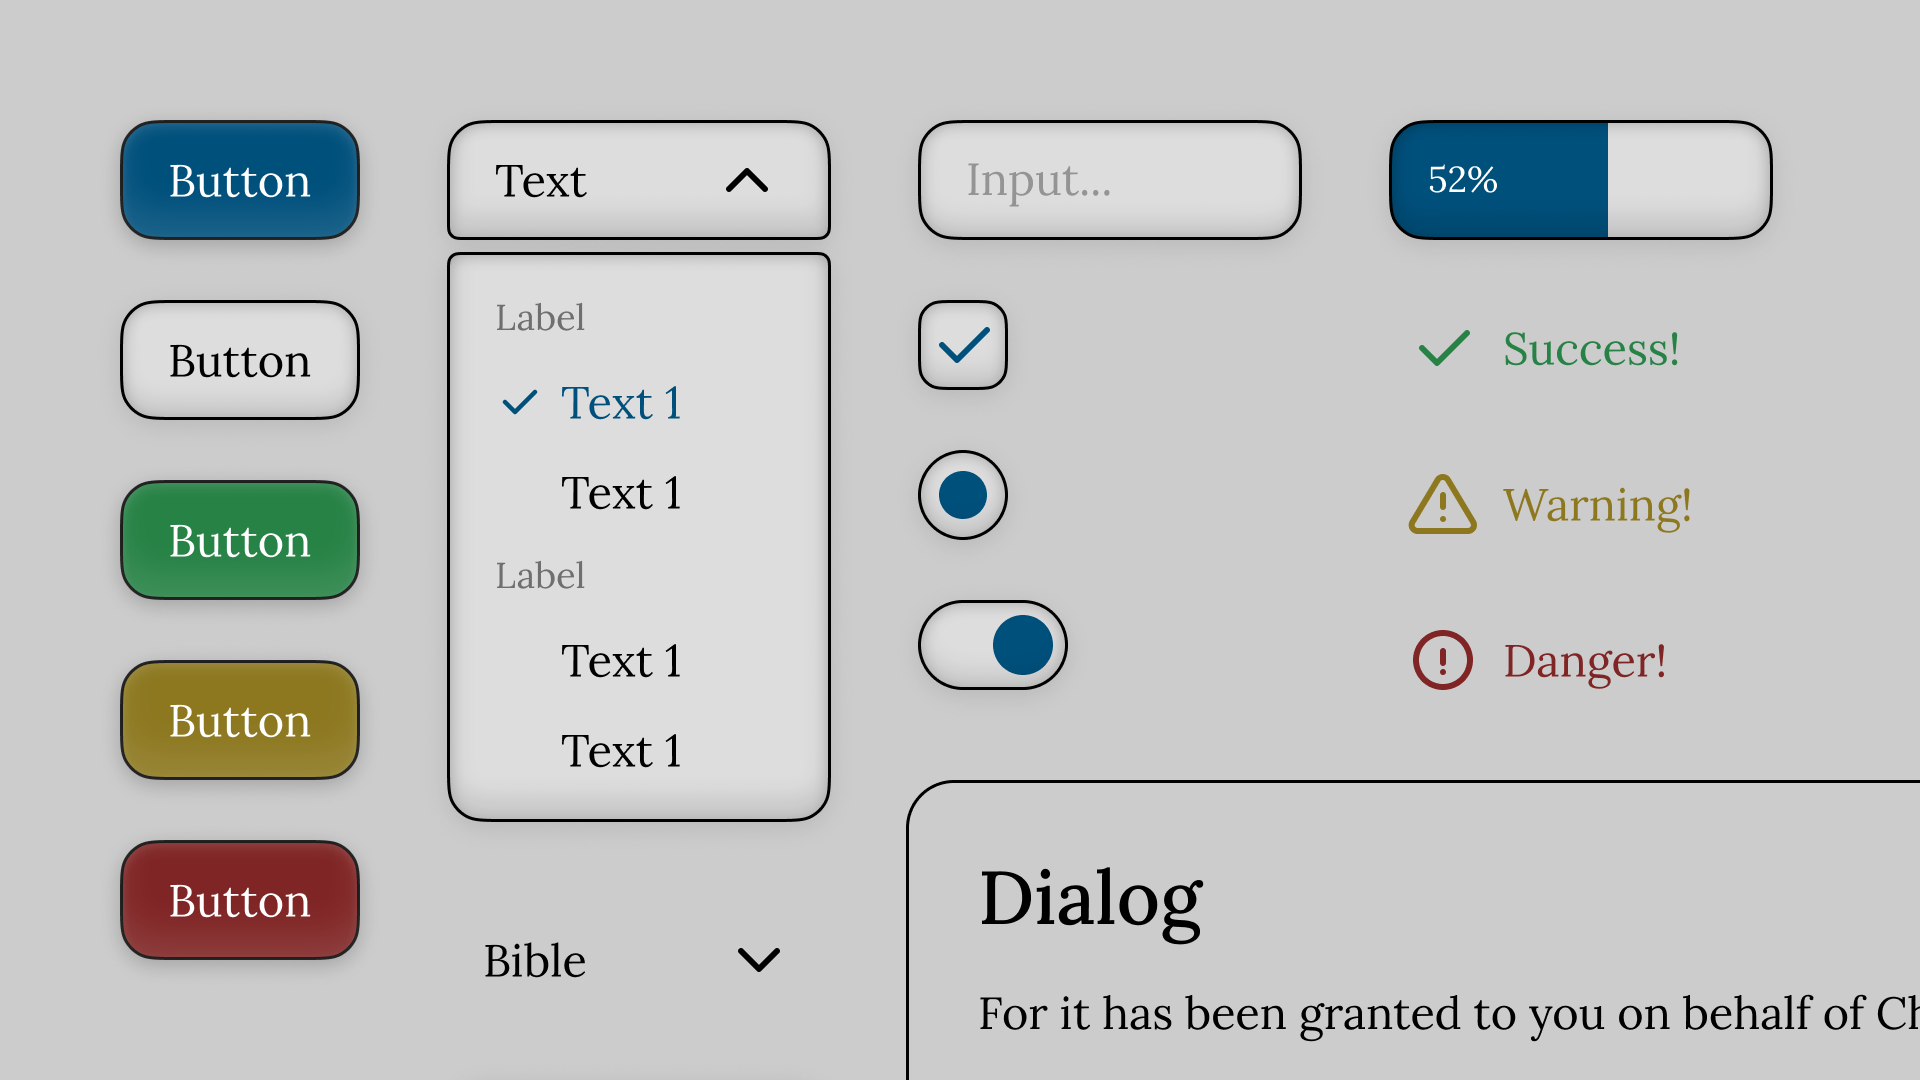 Button
Button
Button
Button
Button
Text
Label
Text 1
Text 1
Label
Text 1
Text 1
Bible
Input...
52%
Success!
Warning!
Danger!
Dialog
For it has been granted to you on behalf of Ch